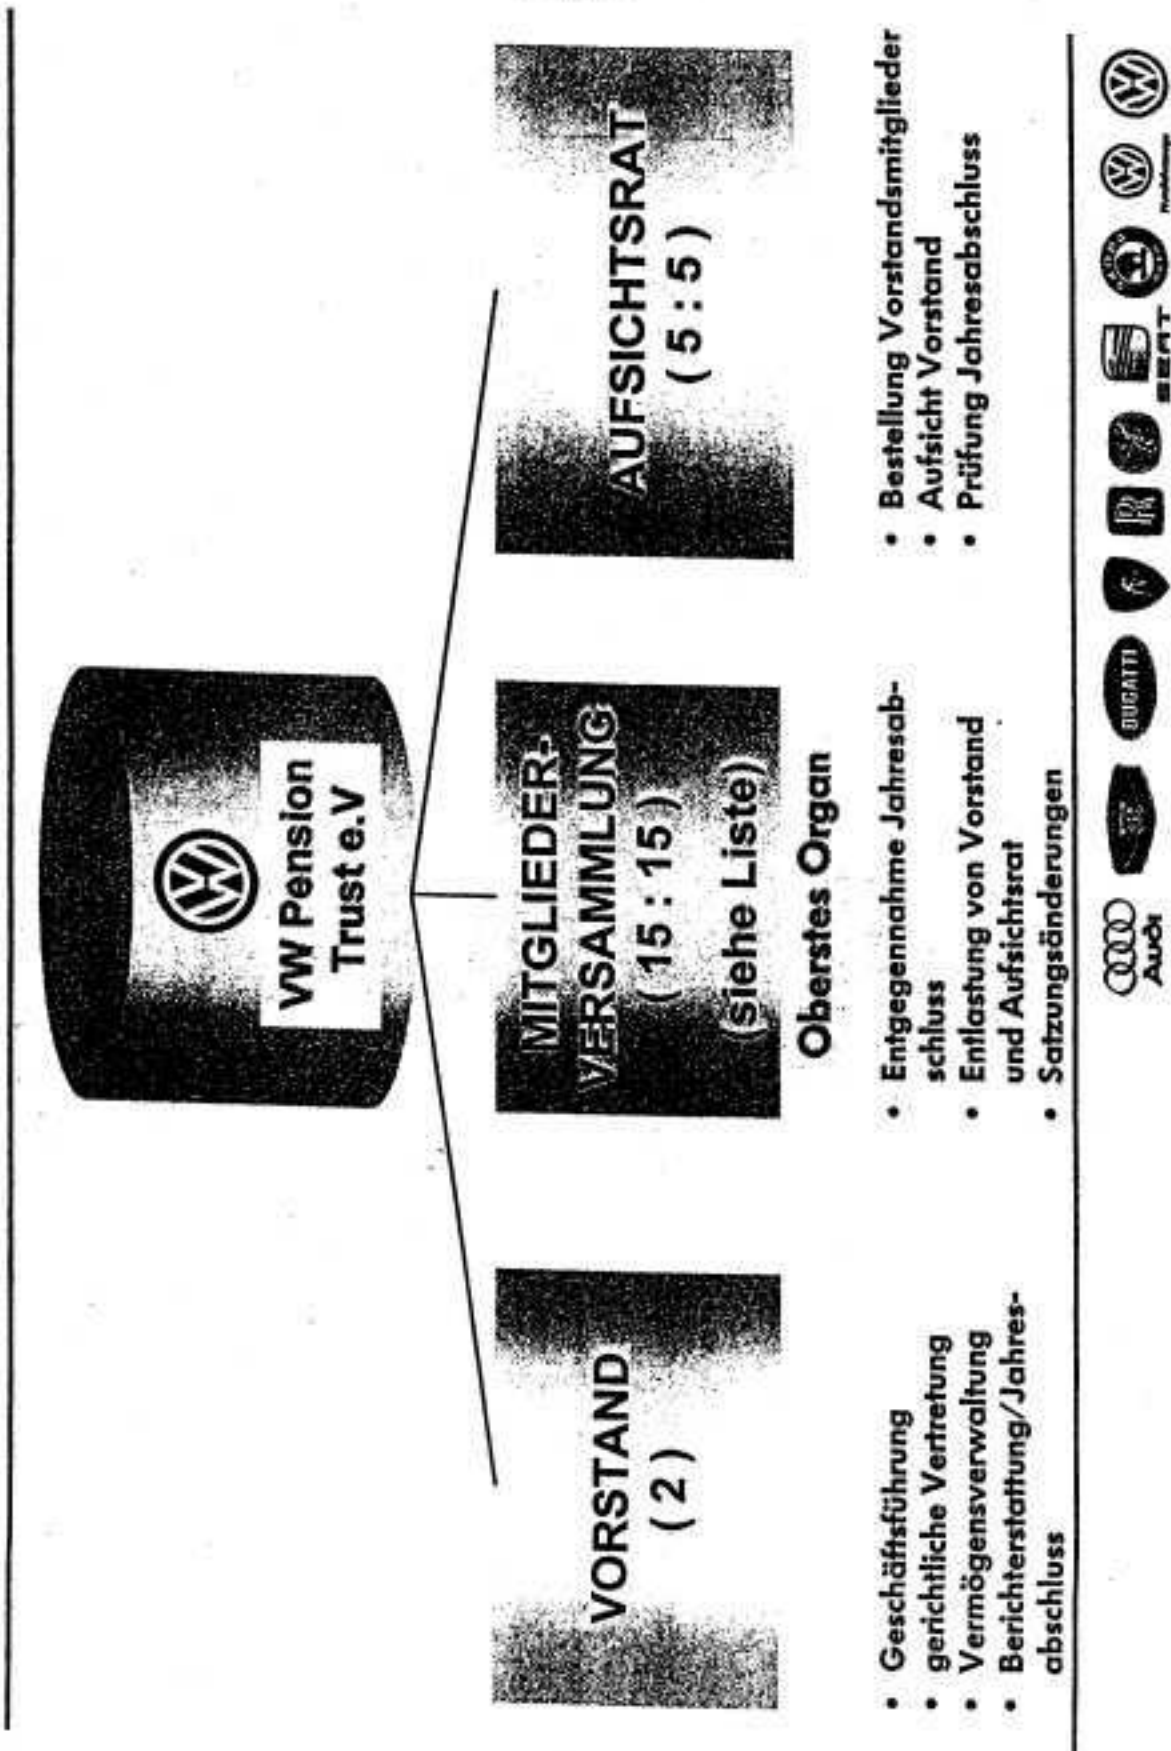 VW Pension
Trust e.V
VORSTAND
( 2 )
• Geschäftsführung
• gerichtliche Vertretung
• Vermögensverwaltung
• Berichterstattung/Jahres-
abschluss
MITGLIEDER-
VERSAMMLUNG
( 15 : 15 )
(siehe Liste)
Oberstes Organ
• Entgegennahme Jahresab-
schluss
• Entlastung von Vorstand
und Aufsichtsrat
• Satzungsänderungen
AUFSICHTSRAT
( 5 : 5 )
• Bestellung Vorstandsmitglieder
• Aufsicht Vorstand
• Prüfung Jahresabschluss
Audi
BUGATTI
SEAT